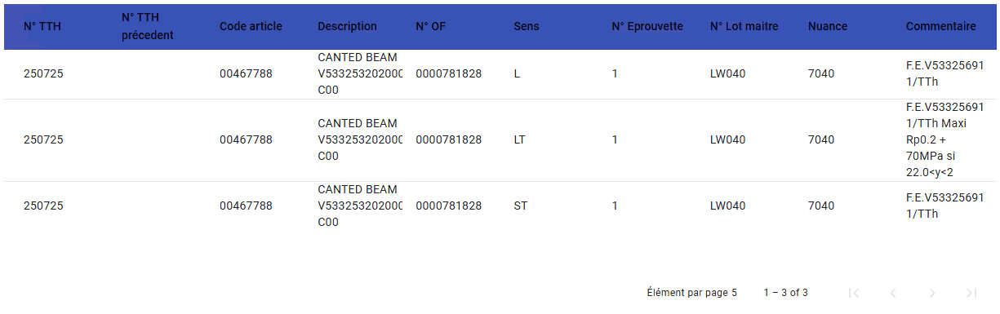 N° TTH N° TTH précedent Code article Description N° OF Sens N° Eprouvette N° Lot maitre Nuance Commentaire
250725 00467788 CANTED BEAM V533253202000 C00 0000781828 L 1 LW040 7040 F.E.V53325691 1/TTh
250725 00467788 CANTED BEAM V533253202000 C00 0000781828 LT 1 LW040 7040 F.E.V53325691 1/TTh Maxi Rp0.2 + 70MPa si 22.0<y<2
250725 00467788 CANTED BEAM V533253202000 C00 0000781828 ST 1 LW040 7040 F.E.V53325691 1/TTh
Élément par page 5 1 – 3 of 3